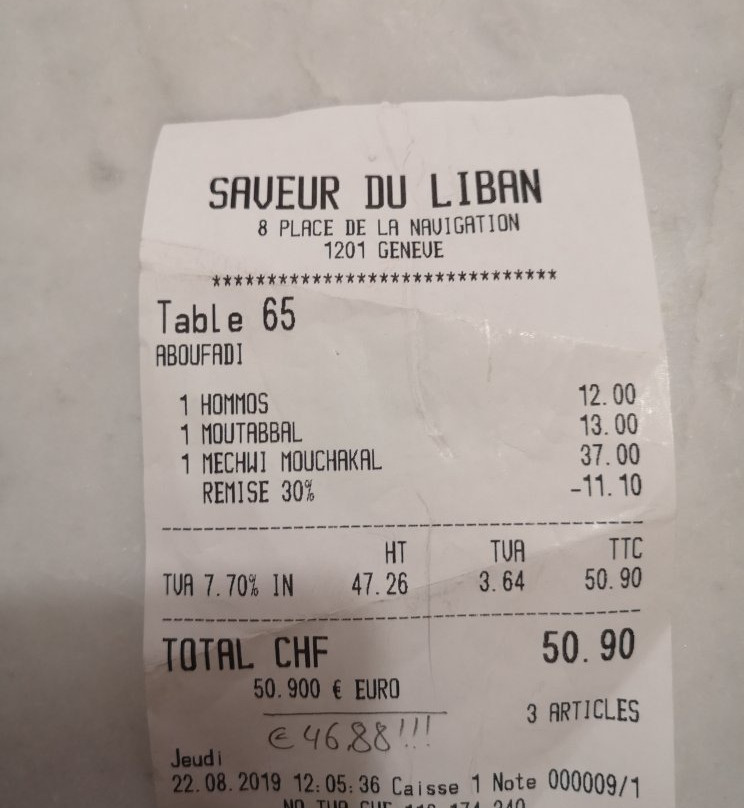 SAVEUR DU LIBAN
8 PLACE DE LA NAVIGATION
1201 GENEVE
*******************************
Table 65
ABOUFADI
1 HOMMOS 12.00
1 MOUTABBAL 13.00
1 MECHWI MOUCHAKAL 37.00
REMISE 30% -11.10
HT TVA TTC
TVA 7.70% IN 47.26 3.64 50.90
TOTAL CHF 50.90
50.900 € EURO
3 ARTICLES
€ 46,88!!!
Jeudi
22.08.2019 12:05:36 Caisse 1 Note 000009/1
NO TVA CHE